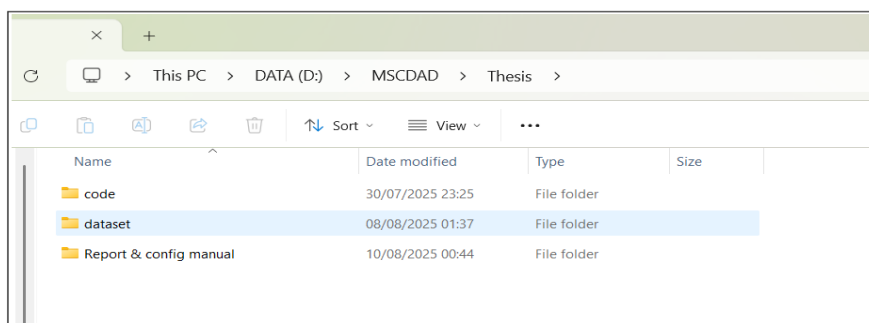 This PC > DATA (D:) > MSCDAD > Thesis >
Sort View ...
Name Date modified Type Size
code 30/07/2025 23:25 File folder
dataset 08/08/2025 01:37 File folder
Report & config manual 10/08/2025 00:44 File folder